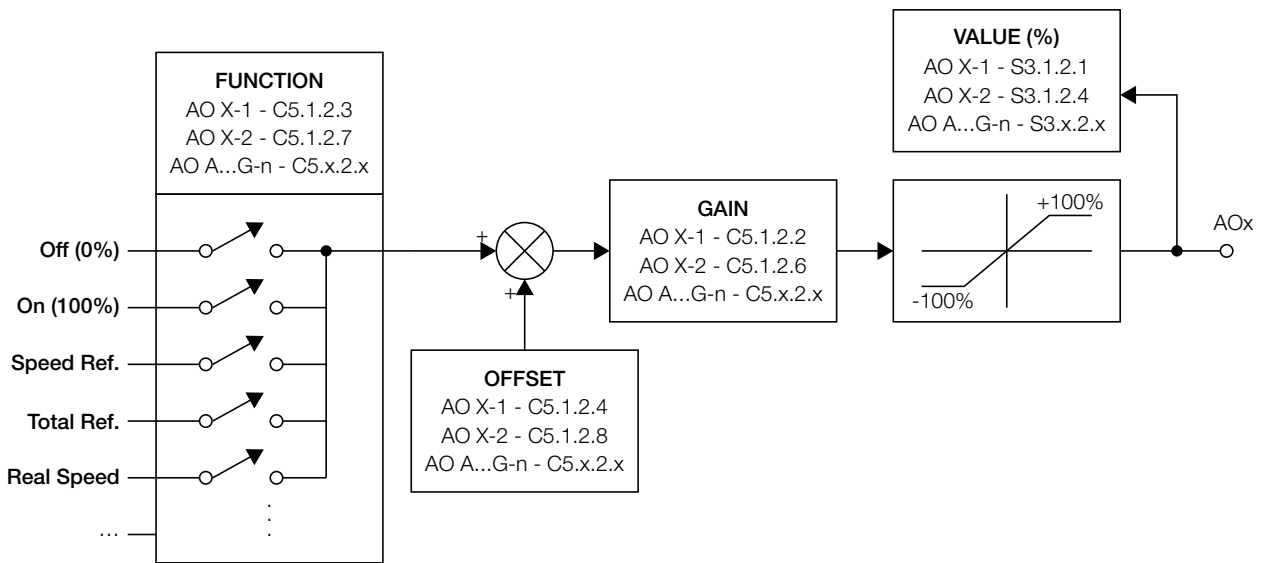 FUNCTION
AO X-1 - C5.1.2.3
AO X-2 - C5.1.2.7
AO A...G-n - C5.x.2.x
Off (0%)
On (100%)
Speed Ref.
Total Ref.
Real Speed
...
+
+
OFFSET
AO X-1 - C5.1.2.4
AO X-2 - C5.1.2.8
AO A...G-n - C5.x.2.x
GAIN
AO X-1 - C5.1.2.2
AO X-2 - C5.1.2.6
AO A...G-n - C5.x.2.x
VALUE (%)
AO X-1 - S3.1.2.1
AO X-2 - S3.1.2.4
AO A...G-n - S3.x.2.x
+100%
-100%
AOx